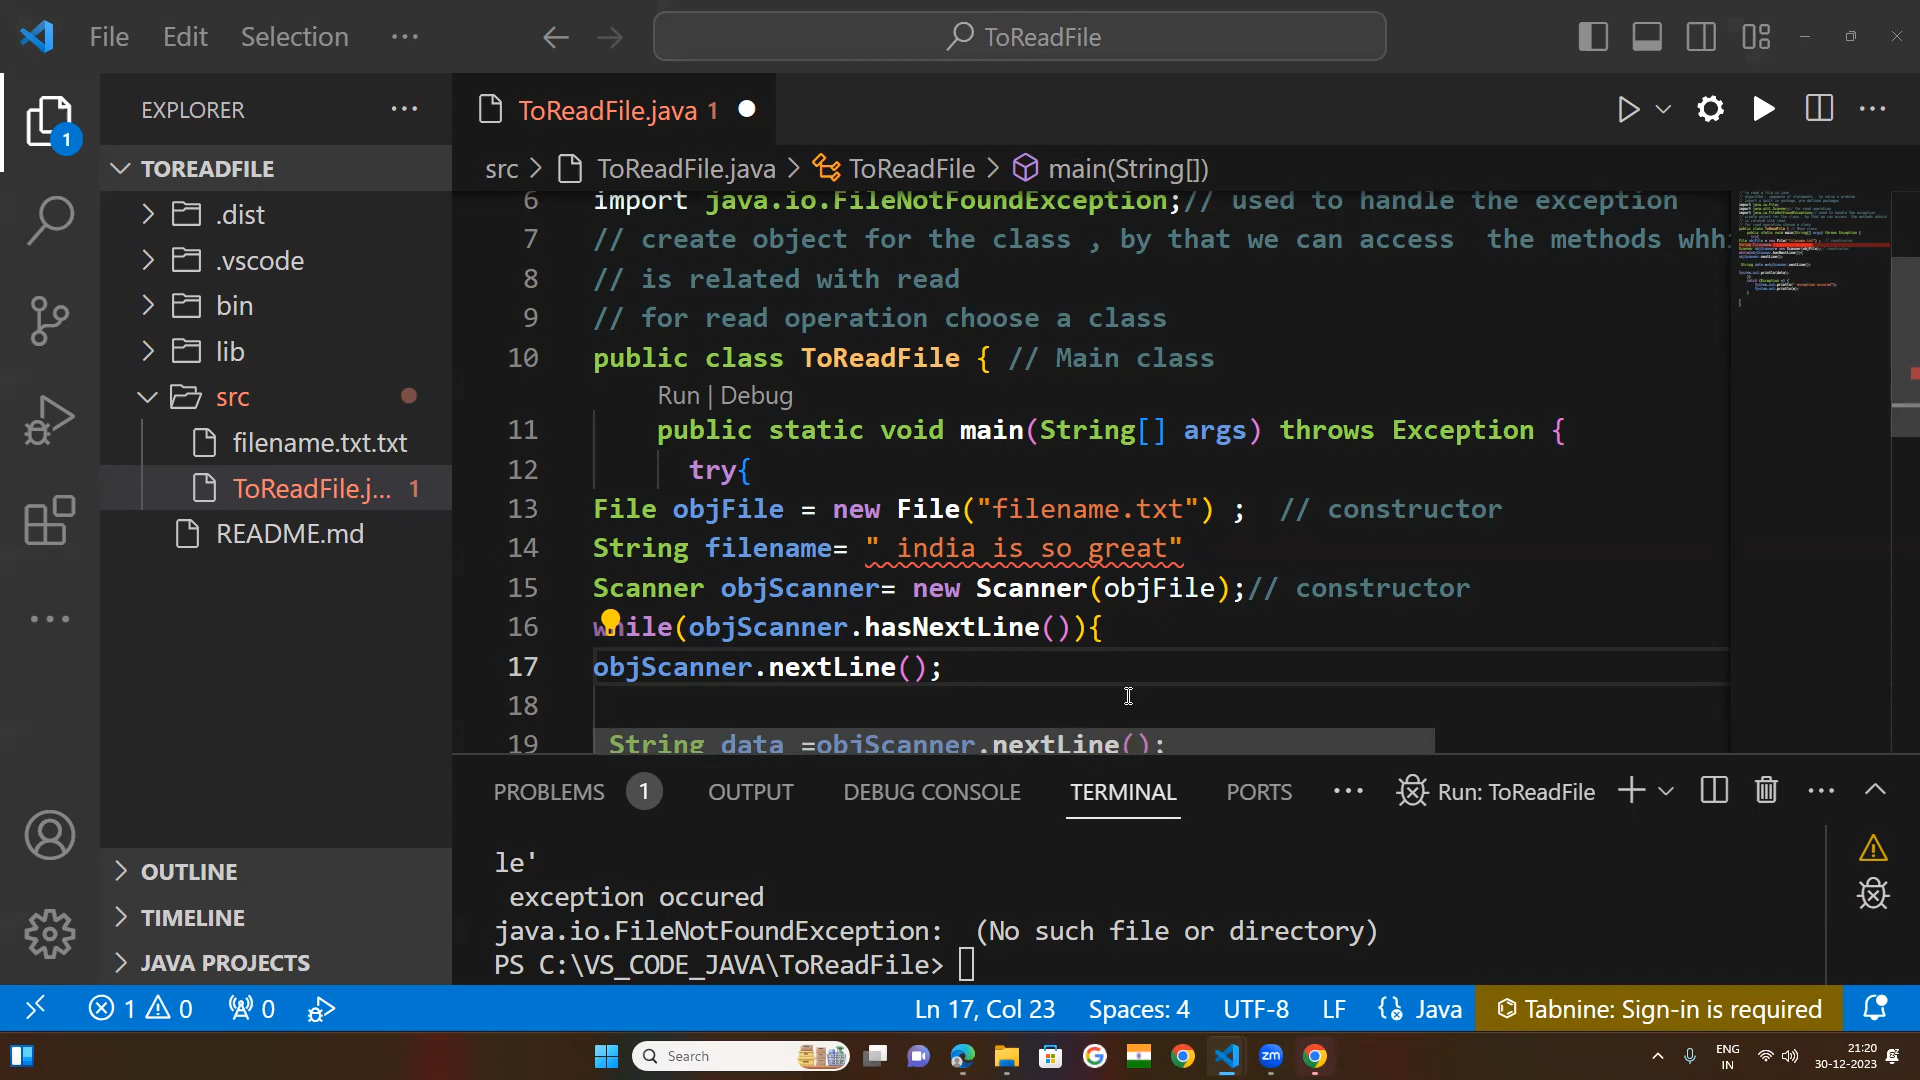 File Edit Selection ··· ToReadFile
EXPLORER ···
TOREADFILE
.dist
.vscode
bin
lib
src
filename.txt.txt
ToReadFile.j... 1
README.md
OUTLINE
TIMELINE
JAVA PROJECTS
1
ToReadFile.java 1
src > ToReadFile.java > ToReadFile > main(String[])
6 import java.io.FileNotFoundException;// used to handle the exception
7 // create object for the class , by that we can access  the methods whh
8 // is related with read
9 // for read operation choose a class
10 public class ToReadFile { // Main class
Run | Debug
11 public static void main(String[] args) throws Exception {
12 try{
13 File objFile = new File("filename.txt") ;  // constructor
14 String filename= " india is so great"
15 Scanner objScanner= new Scanner(objFile);// constructor
16 while(objScanner.hasNextLine()){
17 objScanner.nextLine();
18
19 String data =objScanner.nextLine();
PROBLEMS 1 OUTPUT DEBUG CONSOLE TERMINAL PORTS ··· Run: ToReadFile
le'
exception occured
java.io.FileNotFoundException:  (No such file or directory)
PS C:\VS_CODE_JAVA\ToReadFile>
1 0 0 Ln 17, Col 23 Spaces: 4 UTF-8 LF Java Tabnine: Sign-in is required
Search zm ENG IN 21:20 30-12-2023